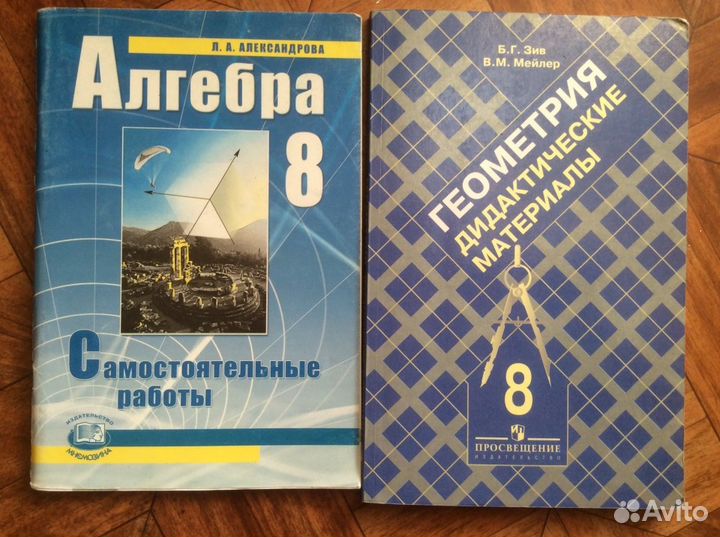 Л. А. АЛЕКСАНДРОВА
Алгебра
8
Самостоятельные
работы
ИЗДАТЕЛЬСТВО
МНЕМОЗИНА
Б.Г. Зив
В.М. Мейлер
ГЕОМЕТРИЯ
ДИДАКТИЧЕСКИЕ
МАТЕРИАЛЫ
8
ПРОСВЕЩЕНИЕ
ИЗДАТЕЛЬСТВО
Avito